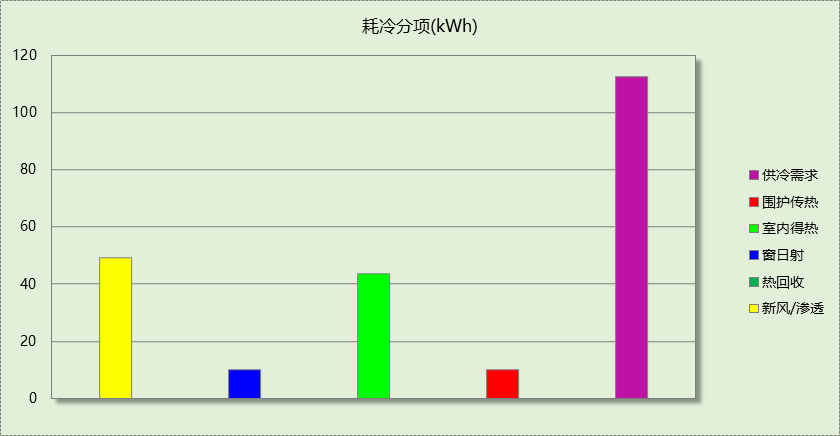 耗冷分项(kWh)
120
100
80
60
40
20
0
供冷需求
围护传热
室内得热
窗日射
热回收
新风/渗透